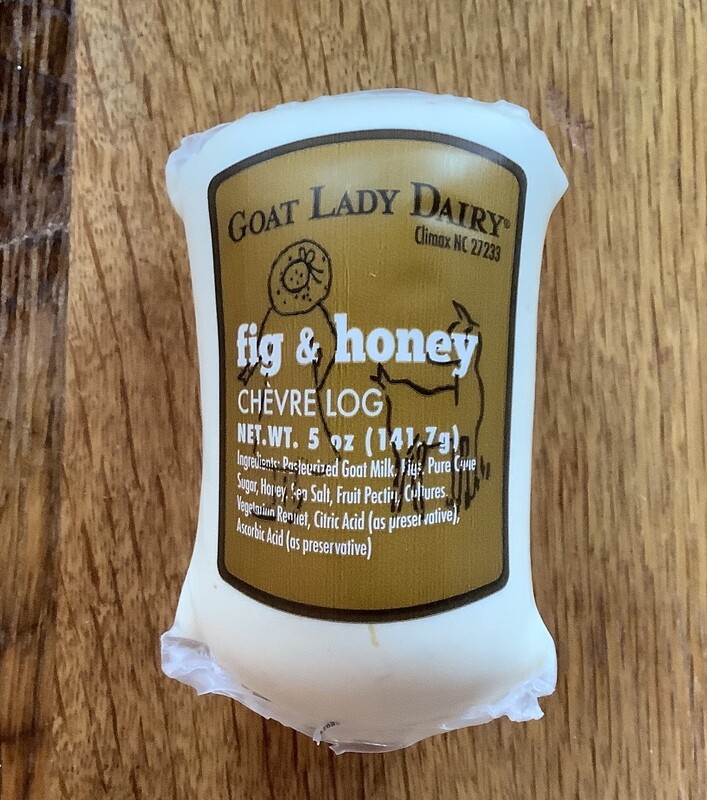 GOAT LADY DAIRY®
Climax NC 27233
fig & honey
CHÈVRE LOG
NET.WT. 5 oz (141.7g)
Ingredients: Pasteurized Goat Milk, Figs, Pure Cane
Sugar, Honey, Sea Salt, Fruit Pectin, Cultures.
Vegetarian Rennet, Citric Acid (as preservative),
Ascorbic Acid (as preservative)